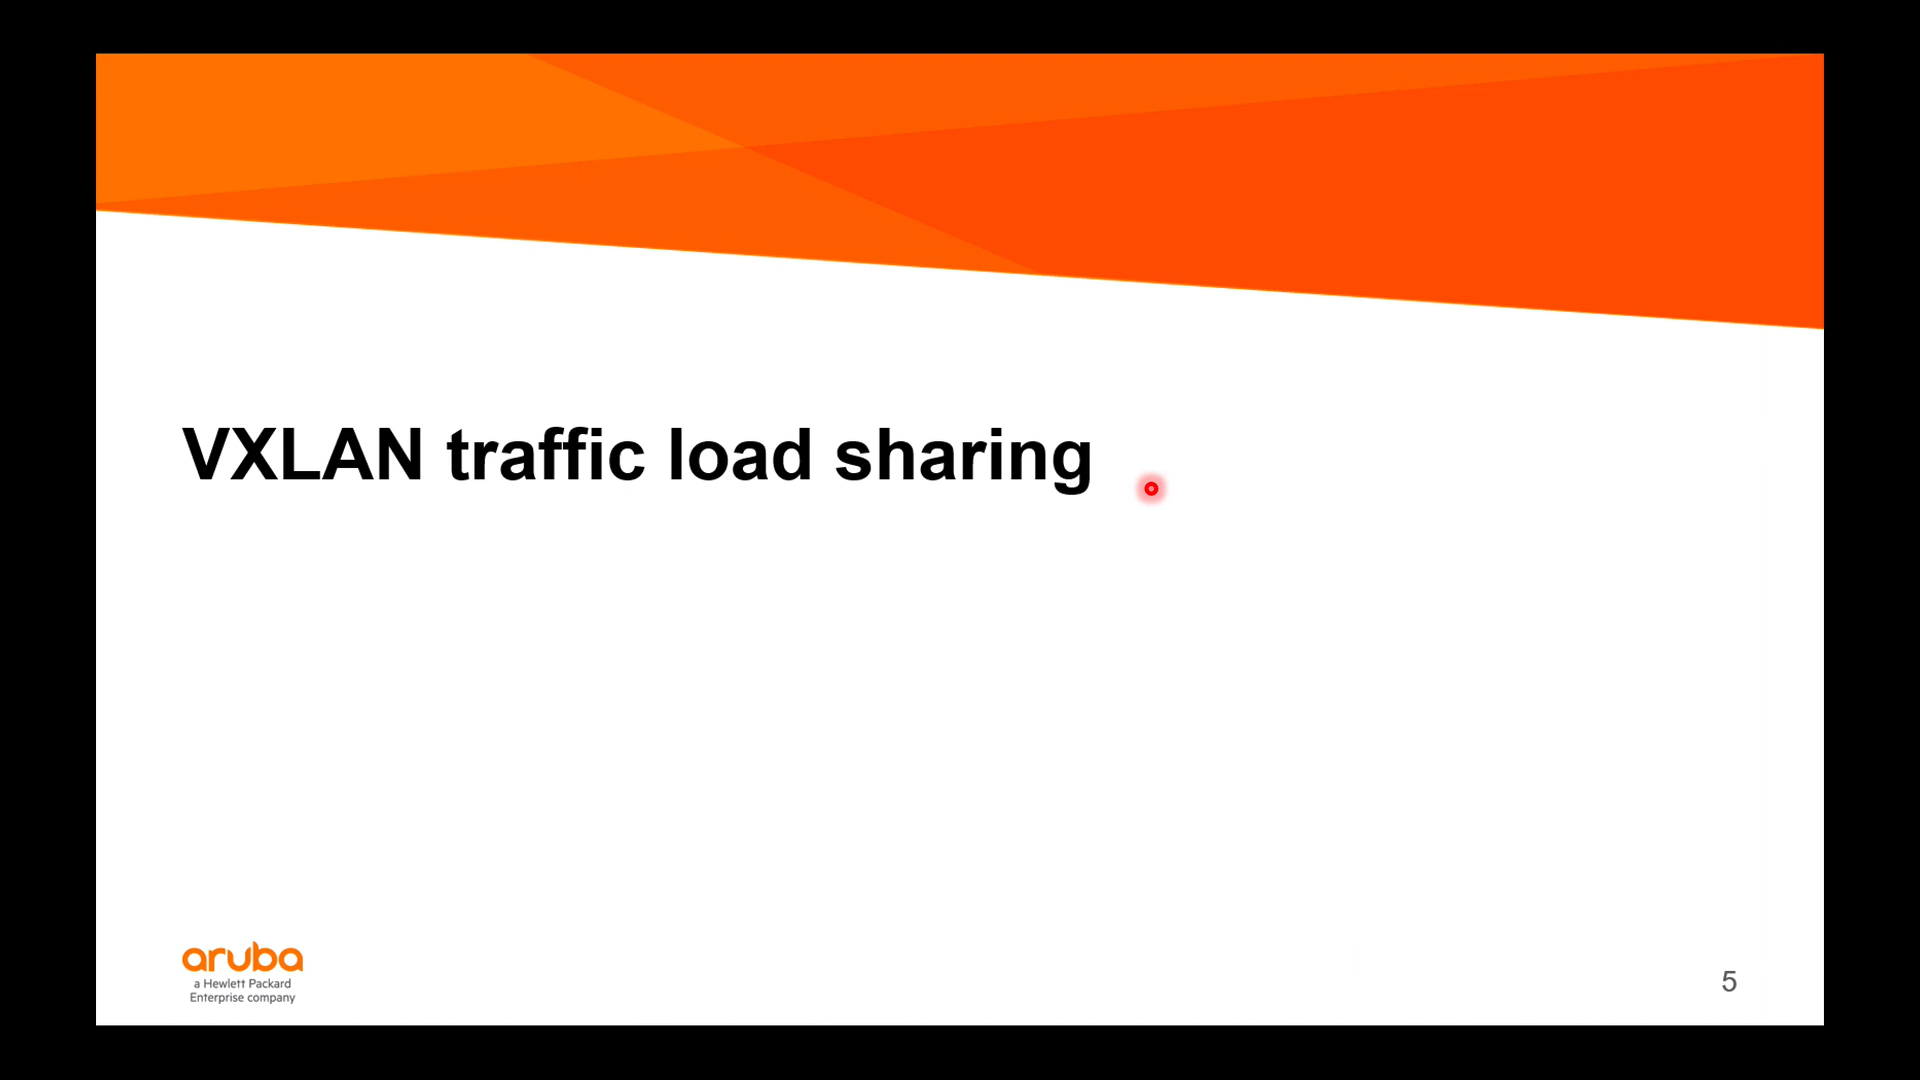 VXLAN traffic load sharing
aruba
a Hewlett Packard
Enterprise company
5